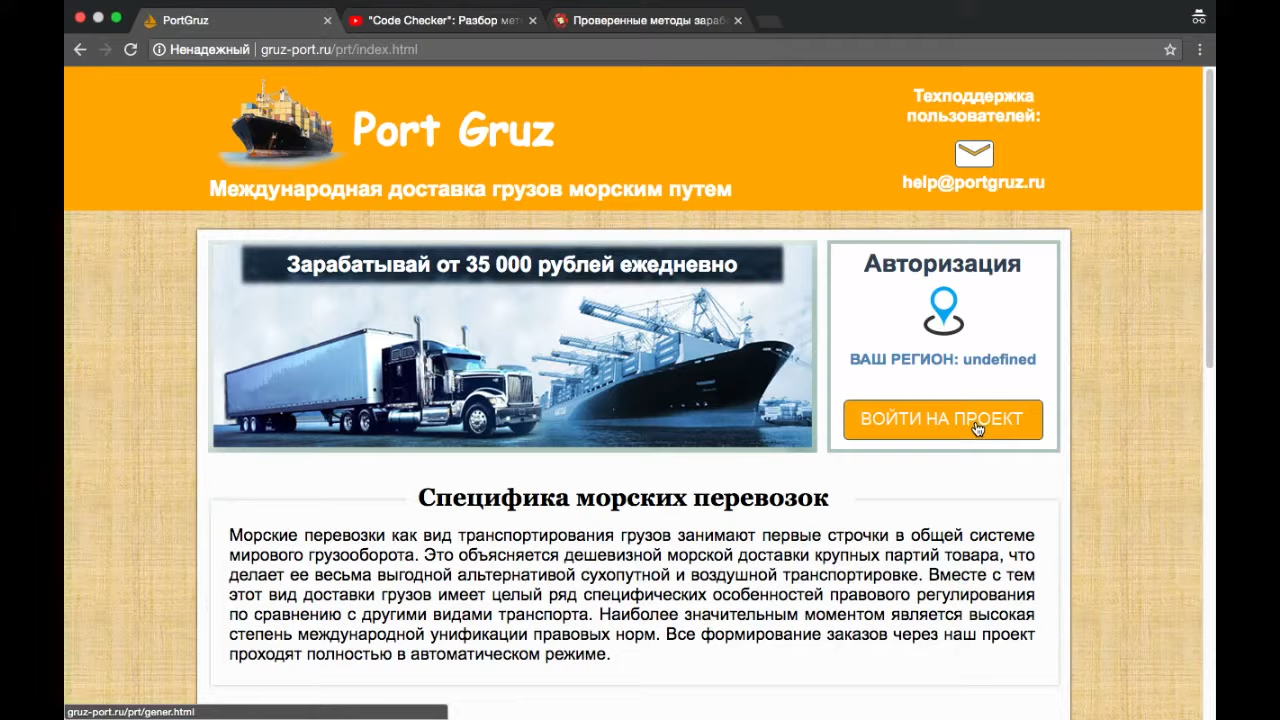 PortGruz
"Code Checker": Разбор мет
Проверенные методы зараб
Ненадежный
gruz-port.ru/prt/index.html
Port Gruz
Международная доставка грузов морским путем
Техподдержка
пользователей:
help@portgruz.ru
Зарабатывай от 35 000 рублей ежедневно
Авторизация
ВАШ РЕГИОН: undefined
ВОЙТИ НА ПРОЕКТ
Специфика морских перевозок
Морские перевозки как вид транспортирования грузов занимают первые строчки в общей системе
мирового грузооборота. Это объясняется дешевизной морской доставки крупных партий товара, что
делает ее весьма выгодной альтернативой сухопутной и воздушной транспортировке. Вместе с тем
этот вид доставки грузов имеет целый ряд специфических особенностей правового регулирования
по сравнению с другими видами транспорта. Наиболее значительным моментом является высокая
степень международной унификации правовых норм. Все формирование заказов через наш проект
проходят полностью в автоматическом режиме.
gruz-port.ru/prt/gener.html